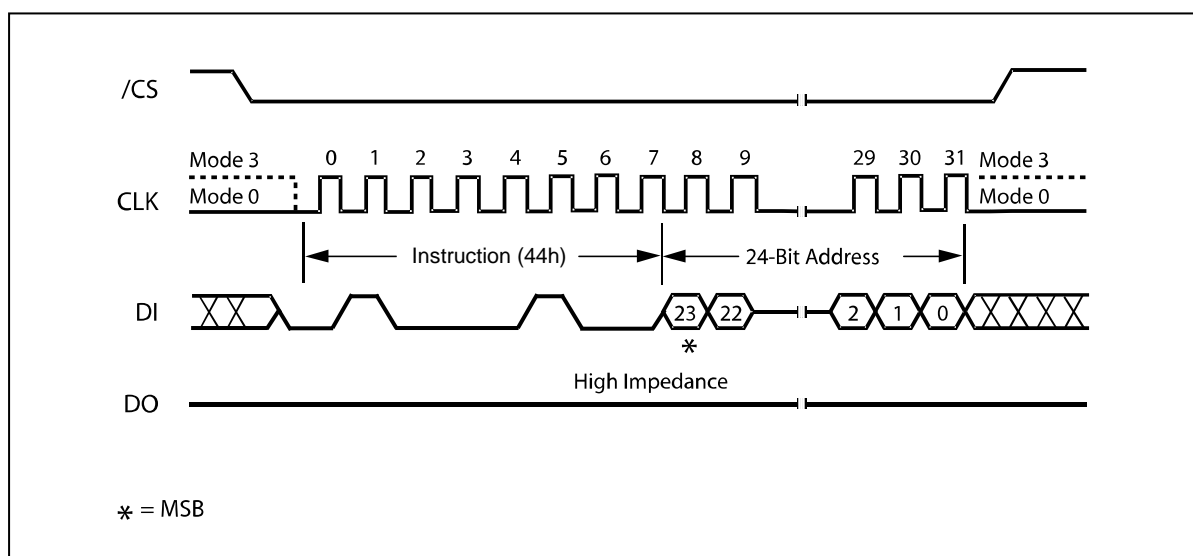 /CS
Mode 3 0 1 2 3 4 5 6 7 8 9 29 30 31 Mode 3
CLK Mode 0 Mode 0
Instruction (44h) 24-Bit Address
DI 23 22 2 1 0
*
High Impedance
DO
* = MSB